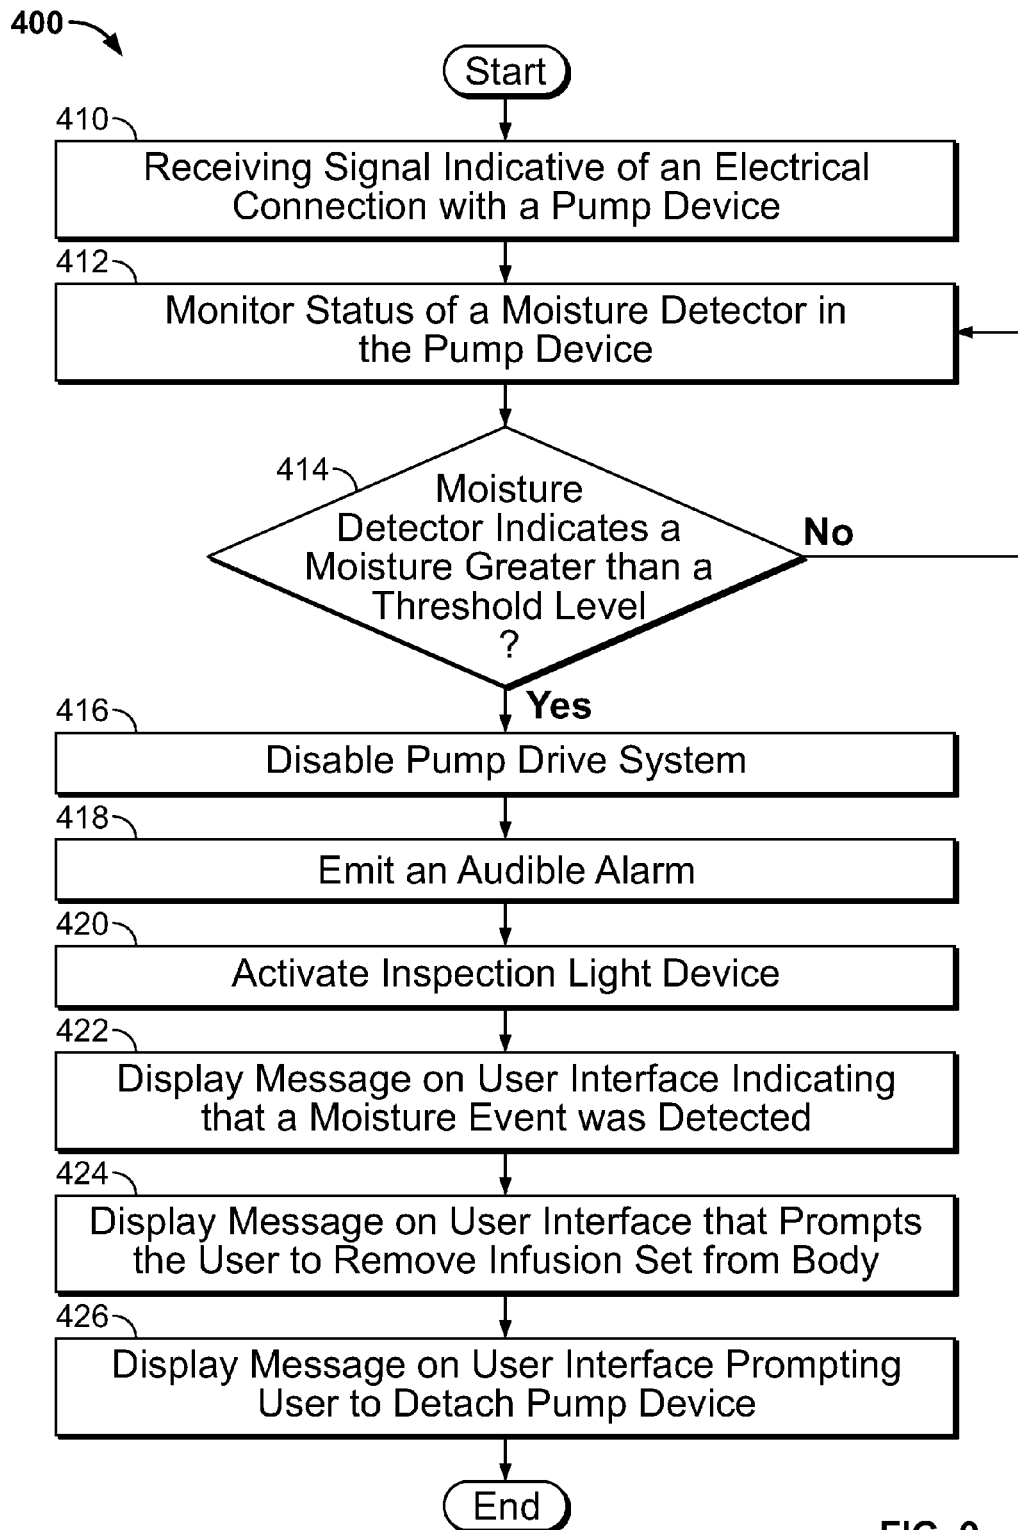 400
Start
410
Receiving Signal Indicative of an Electrical
Connection with a Pump Device
412
Monitor Status of a Moisture Detector in
the Pump Device
414
Moisture
Detector Indicates a
Moisture Greater than a
Threshold Level
?
No
Yes
416
Disable Pump Drive System
418
Emit an Audible Alarm
420
Activate Inspection Light Device
422
Display Message on User Interface Indicating
that a Moisture Event was Detected
424
Display Message on User Interface that Prompts
the User to Remove Infusion Set from Body
426
Display Message on User Interface Prompting
User to Detach Pump Device
End